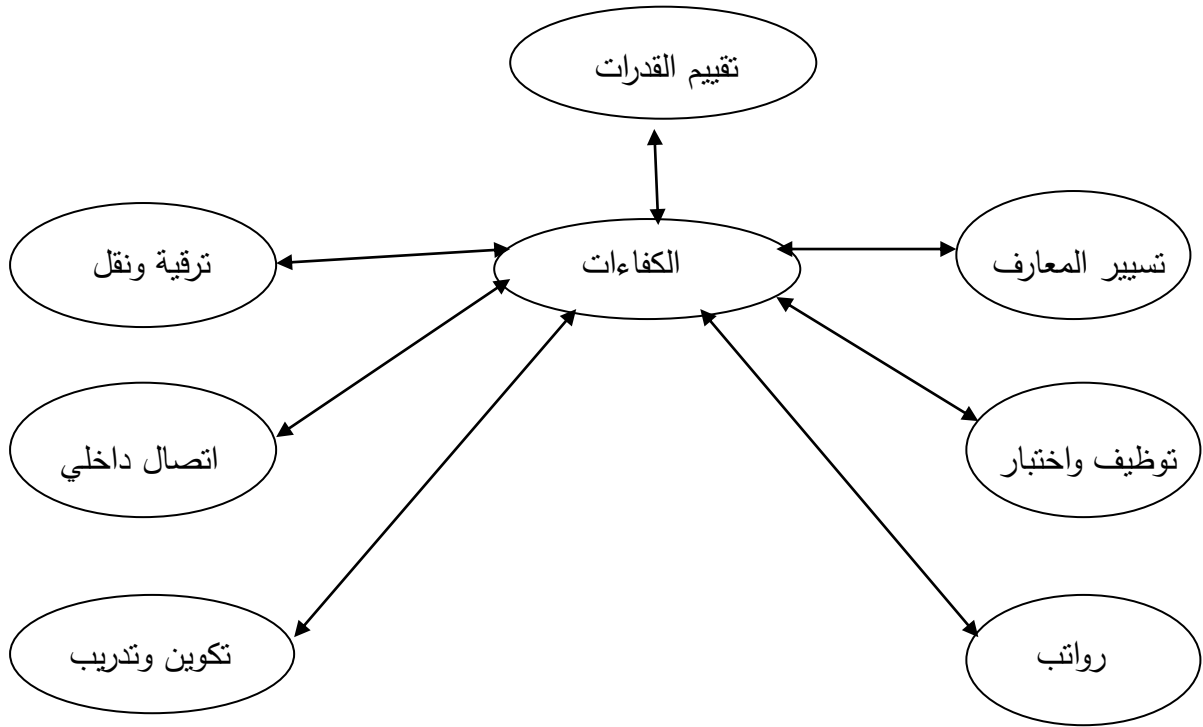 تقييم القدرات
الكفاءات
تسيير المعارف
ترقية ونقل
توظيف واختبار
اتصال داخلي
رواتب
تكوين وتدريب